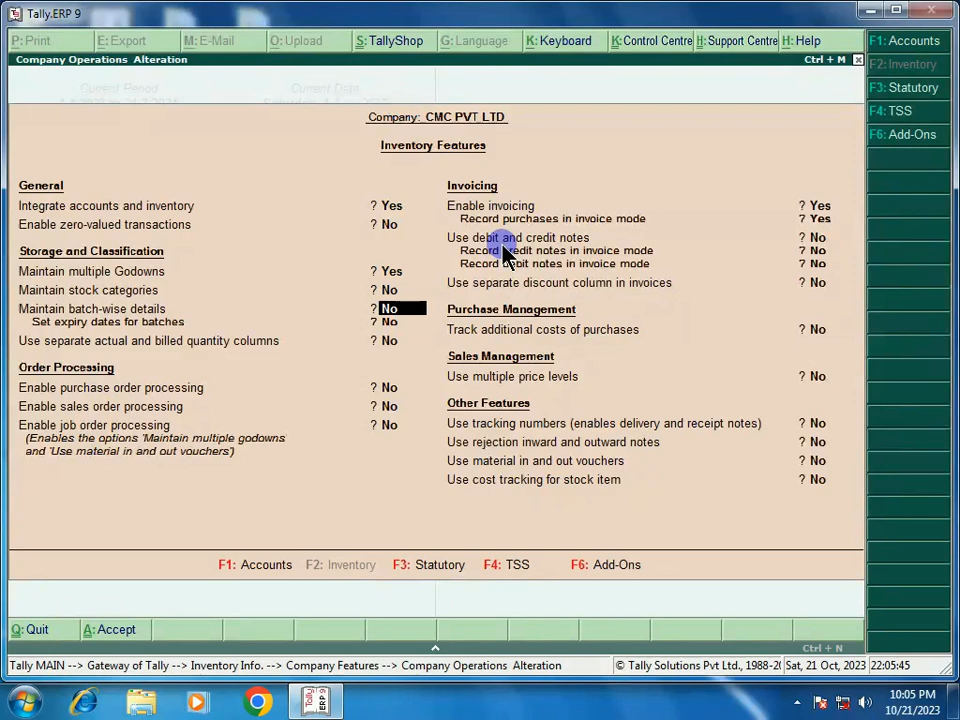 Tally.ERP 9
P: Print
E: Export
M: E-Mail
O: Upload
S: TallyShop
G: Language
K: Keyboard
K: Control Centre
H: Support Centre
H: Help
F1: Accounts
F2: Inventory
F3: Statutory
F4: TSS
F6: Add-Ons
Company Operations Alteration
Ctrl + M
Current Period
Current Date
Company: CMC PVT LTD
Inventory Features
General
Integrate accounts and inventory ? Yes
Enable zero-valued transactions ? No
Storage and Classification
Maintain multiple Godowns ? Yes
Maintain stock categories ? No
Maintain batch-wise details ? No
Set expiry dates for batches ? No
Use separate actual and billed quantity columns ? No
Order Processing
Enable purchase order processing ? No
Enable sales order processing ? No
Enable job order processing ? No
(Enables the options 'Maintain multiple godowns
and 'Use material in and out vouchers')
Invoicing
Enable invoicing ? Yes
Record purchases in invoice mode ? Yes
Use debit and credit notes ? No
Record credit notes in invoice mode ? No
Record debit notes in invoice mode ? No
Use separate discount column in invoices ? No
Purchase Management
Track additional costs of purchases ? No
Sales Management
Use multiple price levels ? No
Other Features
Use tracking numbers (enables delivery and receipt notes) ? No
Use rejection inward and outward notes ? No
Use material in and out vouchers ? No
Use cost tracking for stock item ? No
F1: Accounts F2: Inventory F3: Statutory F4: TSS F6: Add-Ons
Q: Quit
A: Accept
Ctrl + N
Tally MAIN --> Gateway of Tally --> Inventory Info. --> Company Features --> Company Operations Alteration
© Tally Solutions Pvt Ltd., 1988-20
Sat, 21 Oct, 2023
22:05:45
Tally
ERP 9
10:05 PM
10/21/2023